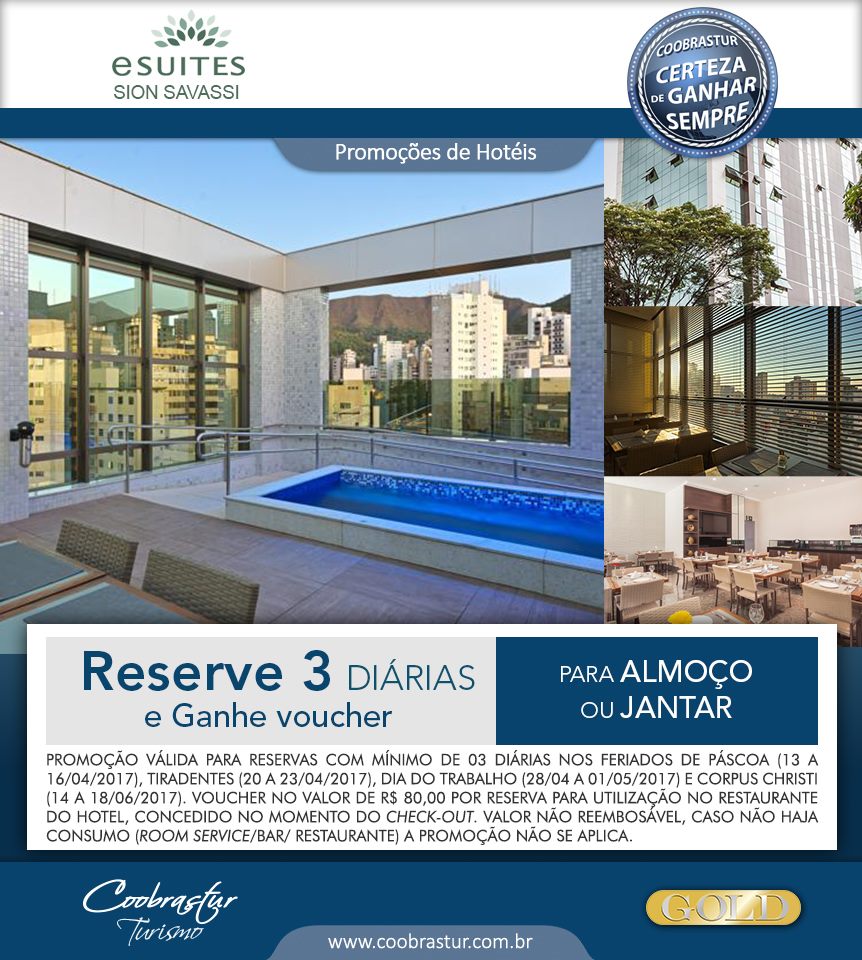 eSUITES
SION SAVASSI
COOBRASTUR
CERTEZA
DE GANHAR
SEMPRE
Promoções de Hotéis
Reserve 3 DIÁRIAS
e Ganhe voucher
PARA ALMOÇO
OU JANTAR
PROMOÇÃO VÁLIDA PARA RESERVAS COM MÍNIMO DE 03 DIÁRIAS NOS FERIADOS DE PÁSCOA (13 A
16/04/2017), TIRADENTES (20 A 23/04/2017), DIA DO TRABALHO (28/04 A 01/05/2017) E CORPUS CHRISTI
(14 A 18/06/2017). VOUCHER NO VALOR DE R$ 80,00 POR RESERVA PARA UTILIZAÇÃO NO RESTAURANTE
DO HOTEL, CONCEDIDO NO MOMENTO DO CHECK-OUT. VALOR NÃO REEMBOSÁVEL, CASO NÃO HAJA
CONSUMO (ROOM SERVICE/BAR/ RESTAURANTE) A PROMOÇÃO NÃO SE APLICA.
Coobrastur
Turismo
GOLD
www.coobrastur.com.br